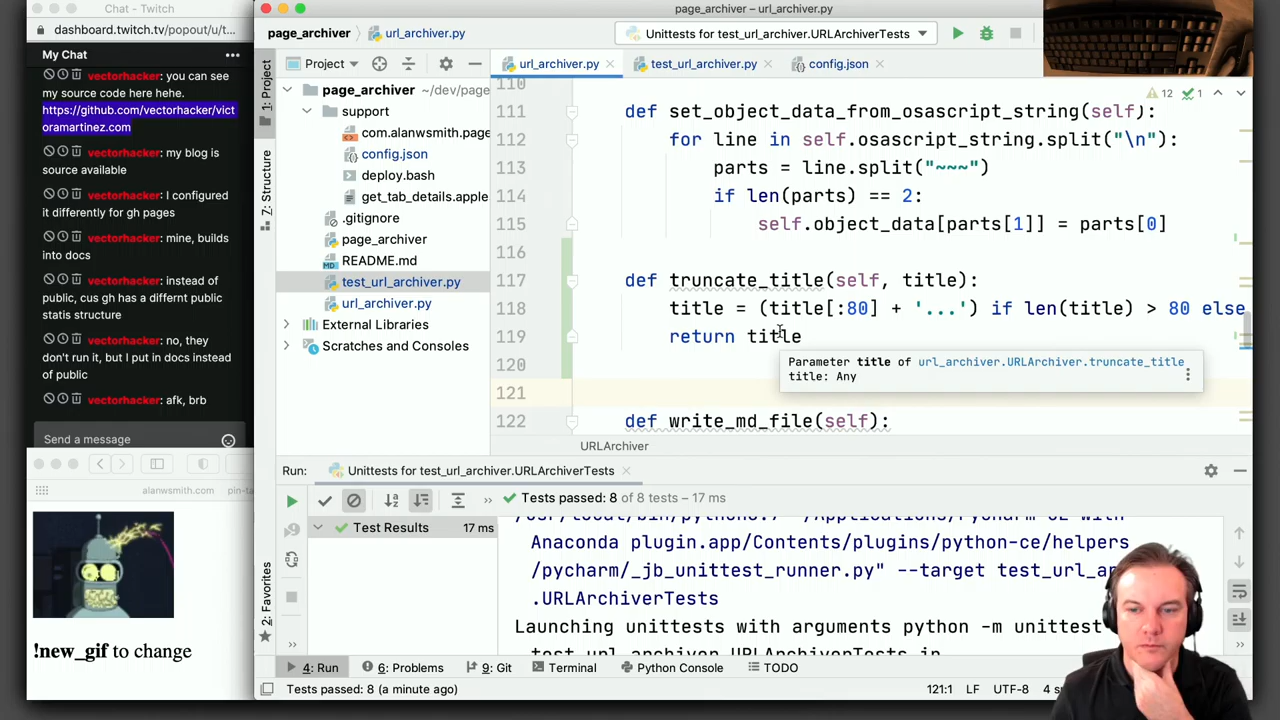 Chat - Twitch
dashboard.twitch.tv/popout/u/t...
My Chat
vectorhacker: you can see
my source code here hehe.
https://github.com/vectorhacker/vict
oramartinez.com
vectorhacker: my blog is
source available
vectorhacker: I configured
it differently for gh pages
vectorhacker: mine, builds
into docs
vectorhacker: instead of
public, cus gh has a differnt public
statis structure
vectorhacker: no, they
don't run it, but I put in docs instead
of public
vectorhacker: afk, brb
Send a message
alanwsmith.com
pin-ta
!new_gif to change
page_archiver – url_archiver.py
page_archiver
url_archiver.py
Unittests for test_url_archiver.URLArchiverTests
Project
url_archiver.py
test_url_archiver.py
config.json
1: Project
7: Structure
2: Favorites
page_archiver ~/dev/page
support
com.alanwsmith.page
config.json
deploy.bash
get_tab_details.apple
.gitignore
page_archiver
README.md
test_url_archiver.py
url_archiver.py
External Libraries
Scratches and Consoles
12
1
110
111 def set_object_data_from_osascript_string(self):
112 for line in self.osascript_string.split("\n"):
113 parts = line.split("~~~")
114 if len(parts) == 2:
115 self.object_data[parts[1]] = parts[0]
116
117 def truncate_title(self, title):
118 title = (title[:80] + '...') if len(title) > 80 else
119 return title
120
Parameter title of url_archiver.URLArchiver.truncate_title
title: Any
121
122 def write_md_file(self):
URLArchiver
Run:
Unittests for test_url_archiver.URLArchiverTests
Tests passed: 8 of 8 tests – 17 ms
Test Results
17 ms
Anaconda plugin.app/Contents/plugins/python-ce/helpers
/pycharm/_jb_unittest_runner.py" --target test_url_a
.URLArchiverTests
Launching unittests with arguments python -m unittest
4: Run
6: Problems
9: Git
Terminal
Python Console
TODO
Tests passed: 8 (a minute ago)
121:1
LF
UTF-8
4 s